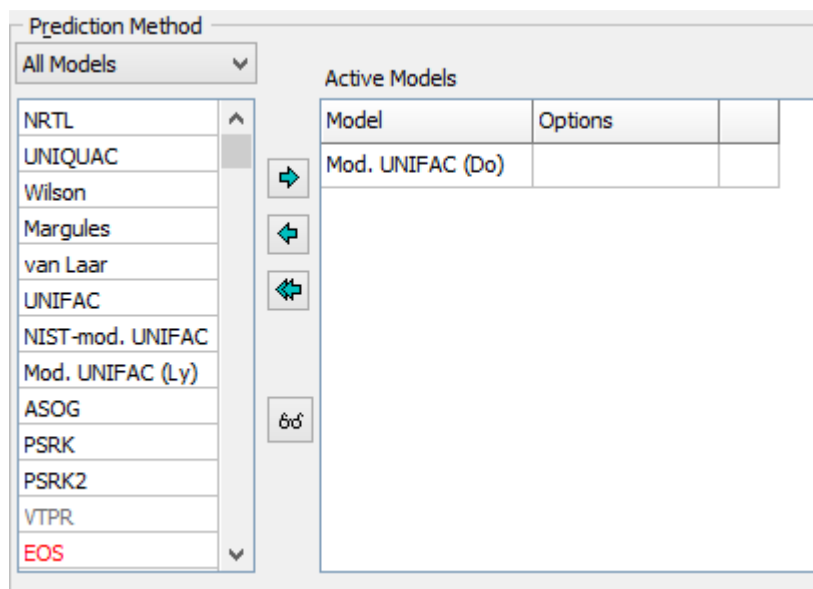 Prediction Method
All Models
NRTL
UNIQUAC
Wilson
Margules
van Laar
UNIFAC
NIST-mod. UNIFAC
Mod. UNIFAC (Ly)
ASOG
PSRK
PSRK2
VTPR
EOS
Active Models
Model Options
Mod. UNIFAC (Do)